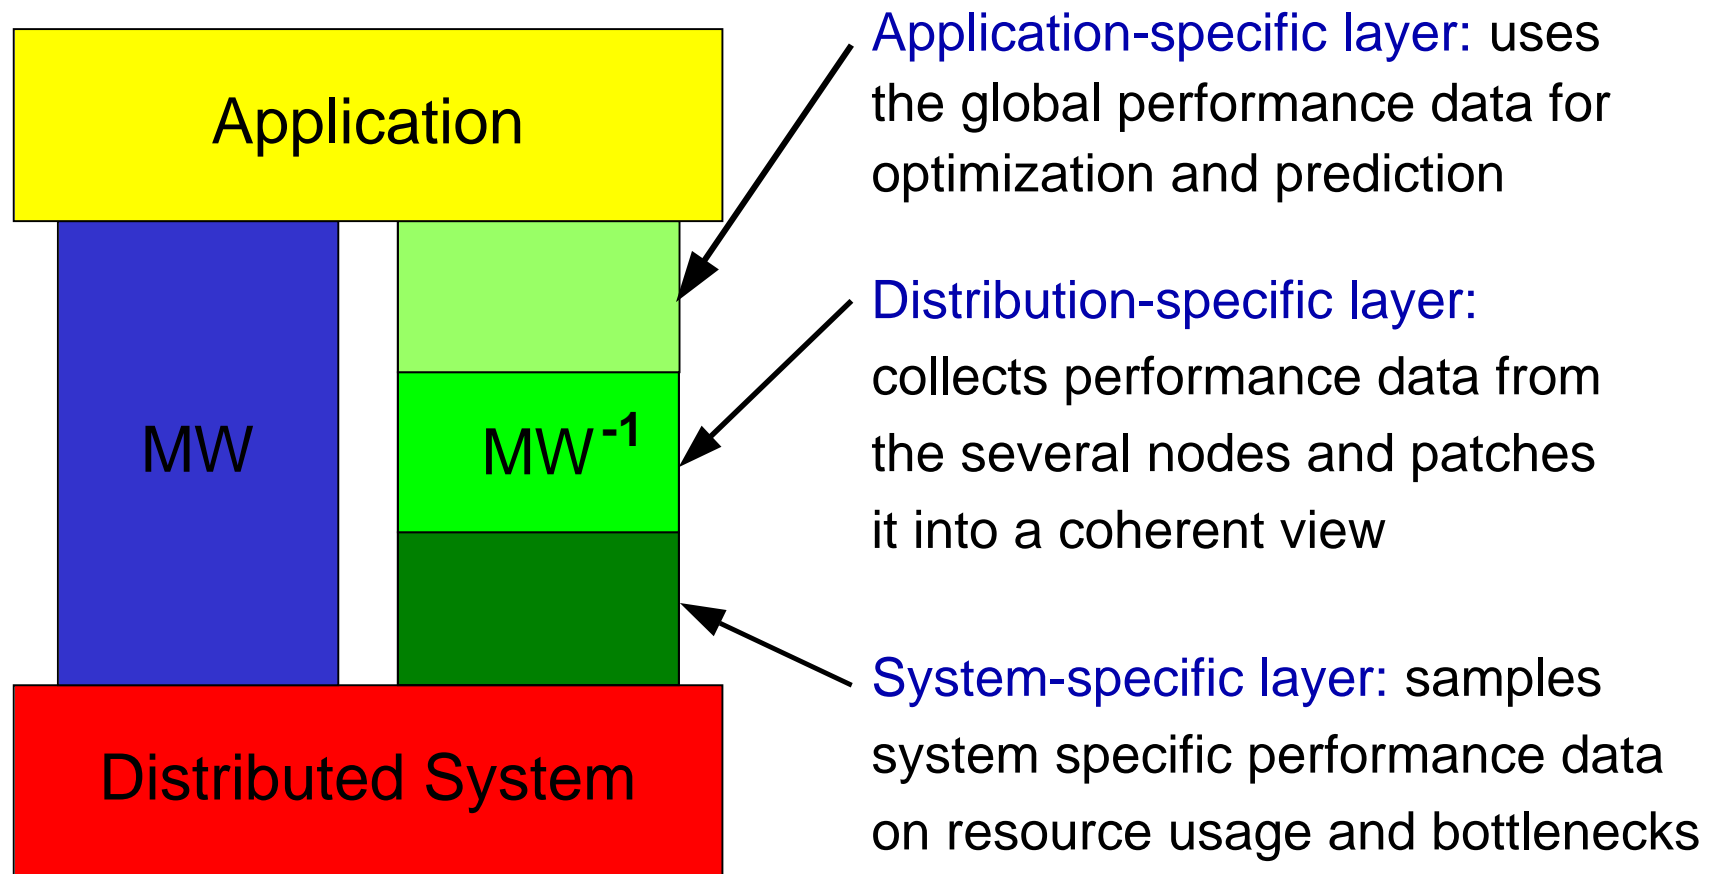 Application
MW
MW-1
Distributed System
Application-specific layer: uses
the global performance data for
optimization and prediction
Distribution-specific layer:
collects performance data from
the several nodes and patches
it into a coherent view
System-specific layer: samples
system specific performance data
on resource usage and bottlenecks